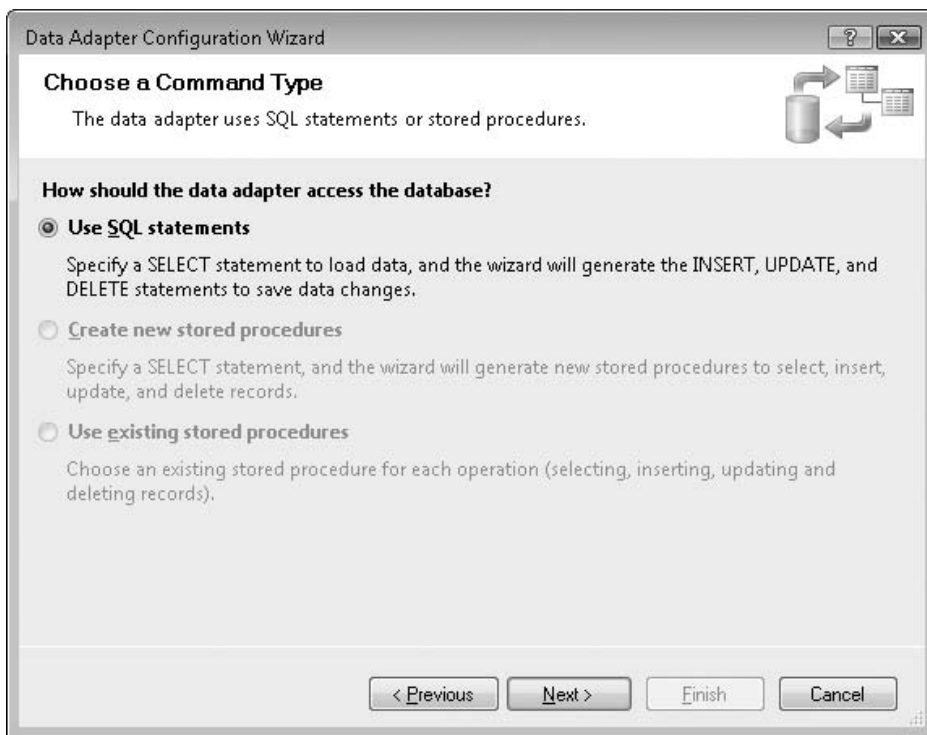 Data Adapter Configuration Wizard
?
X
Choose a Command Type
The data adapter uses SQL statements or stored procedures.
How should the data adapter access the database?
Use SQL statements
Specify a SELECT statement to load data, and the wizard will generate the INSERT, UPDATE, and
DELETE statements to save data changes.
Create new stored procedures
Specify a SELECT statement, and the wizard will generate new stored procedures to select, insert,
update, and delete records.
Use existing stored procedures
Choose an existing stored procedure for each operation (selecting, inserting, updating and
deleting records).
< Previous
Next >
Finish
Cancel